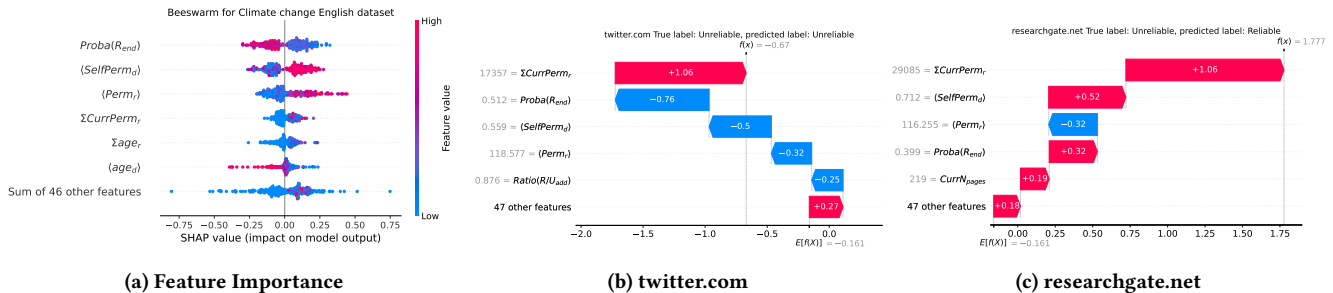 Beeswarm for Climate change English dataset
Proba(R_end)
⟨SelfPerm_d⟩
⟨Perm_r⟩
ΣCurrPerm_r
Σage_r
⟨age_d⟩
Sum of 46 other features
−0.75 −0.50 −0.25 0.00 0.25 0.50 0.75
SHAP value (impact on model output)
High
Feature value
Low
(a) Feature Importance
twitter.com True label: Unreliable, predicted label: Unreliable
f(x) = −0.67
17357 = ΣCurrPerm_r
+1.06
0.512 = Proba(R_end)
−0.76
0.559 = ⟨SelfPerm_d⟩
−0.5
118.577 = ⟨Perm_r⟩
−0.32
0.876 = Ratio(R/U_add)
−0.25
47 other features
+0.27
−2.0 −1.5 −1.0 −0.5 0.0
E[f(X)] = −0.161
(b) twitter.com
researchgate.net True label: Unreliable, predicted label: Reliable
f(x) = 1.777
29085 = ΣCurrPerm_r
+1.06
0.712 = ⟨SelfPerm_d⟩
+0.52
116.255 = ⟨Perm_r⟩
−0.32
0.399 = Proba(R_end)
+0.32
219 = CurrN_pages
+0.19
47 other features
+0.18
0.00 0.25 0.50 0.75 1.00 1.25 1.50 1.75
E[f(X)] = −0.161
(c) researchgate.net